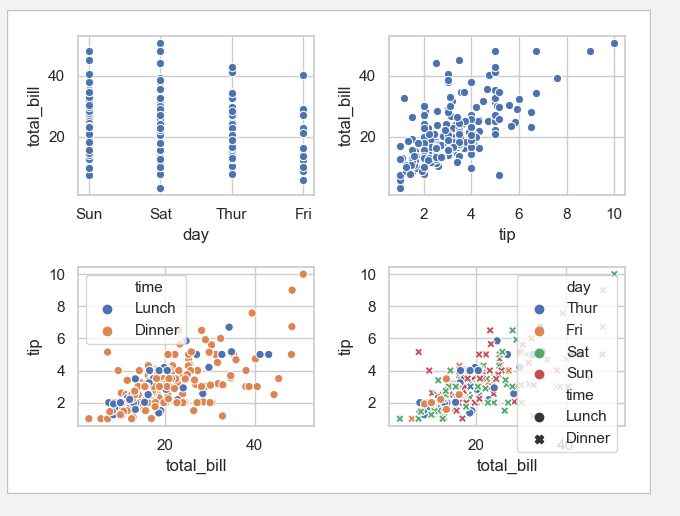 total_bill
40
20
Sun Sat Thur Fri
day
total_bill
40
20
2 4 6 8 10
tip
tip
10
8
6
4
2
time
Lunch
Dinner
20 40
total_bill
tip
10
8
6
4
2
day
Thur
Fri
Sat
Sun
time
Lunch
Dinner
20 40
total_bill